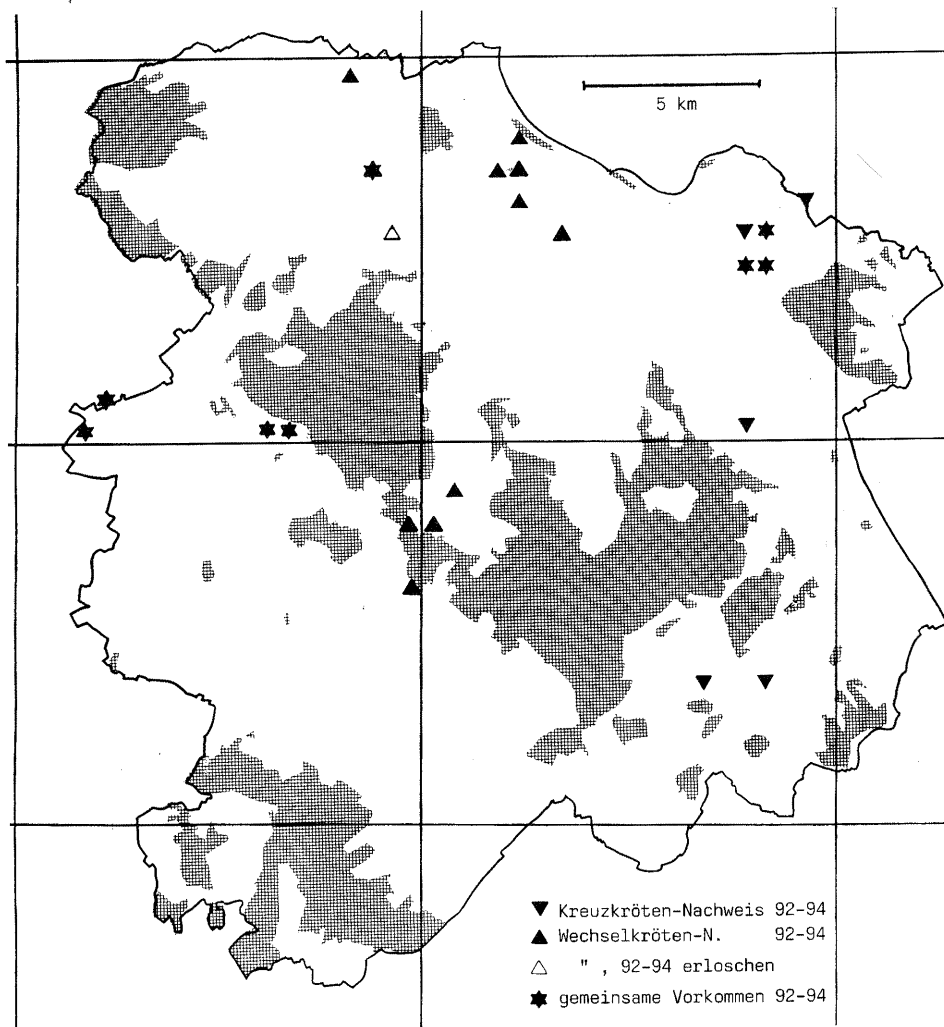 5 km
Kreuzkröten-Nachweis 92-94
Wechselkröten-N. 92-94
" , 92-94 erloschen
gemeinsame Vorkommen 92-94